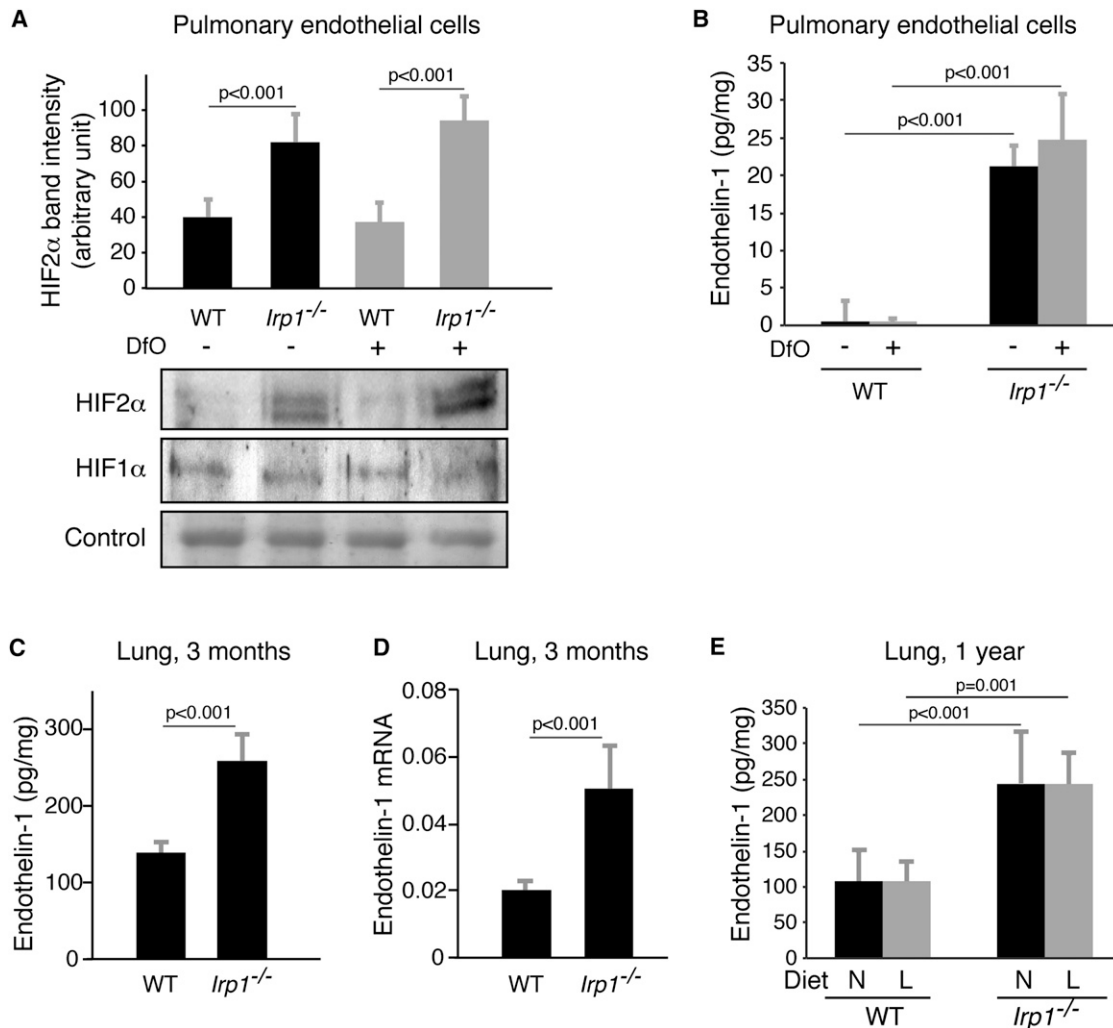 A
Pulmonary endothelial cells
HIF2α band intensity
(arbitrary unit)
100
80
60
40
20
0
p<0.001
p<0.001
WT
Irp1-/-
WT
Irp1-/-
DfO
-
-
+
+
HIF2α
HIF1α
Control
B
Pulmonary endothelial cells
Endothelin-1 (pg/mg)
35
30
25
20
15
10
5
0
p<0.001
p<0.001
DfO
-
+
-
+
WT
Irp1-/-
C
Lung, 3 months
Endothelin-1 (pg/mg)
300
200
100
0
p<0.001
WT
Irp1-/-
D
Lung, 3 months
Endothelin-1 mRNA
0.08
0.06
0.04
0.02
0
p<0.001
WT
Irp1-/-
E
Lung, 1 year
Endothelin-1 (pg/mg)
350
300
250
200
150
100
50
0
p=0.001
p<0.001
Diet
N
L
N
L
WT
Irp1-/-